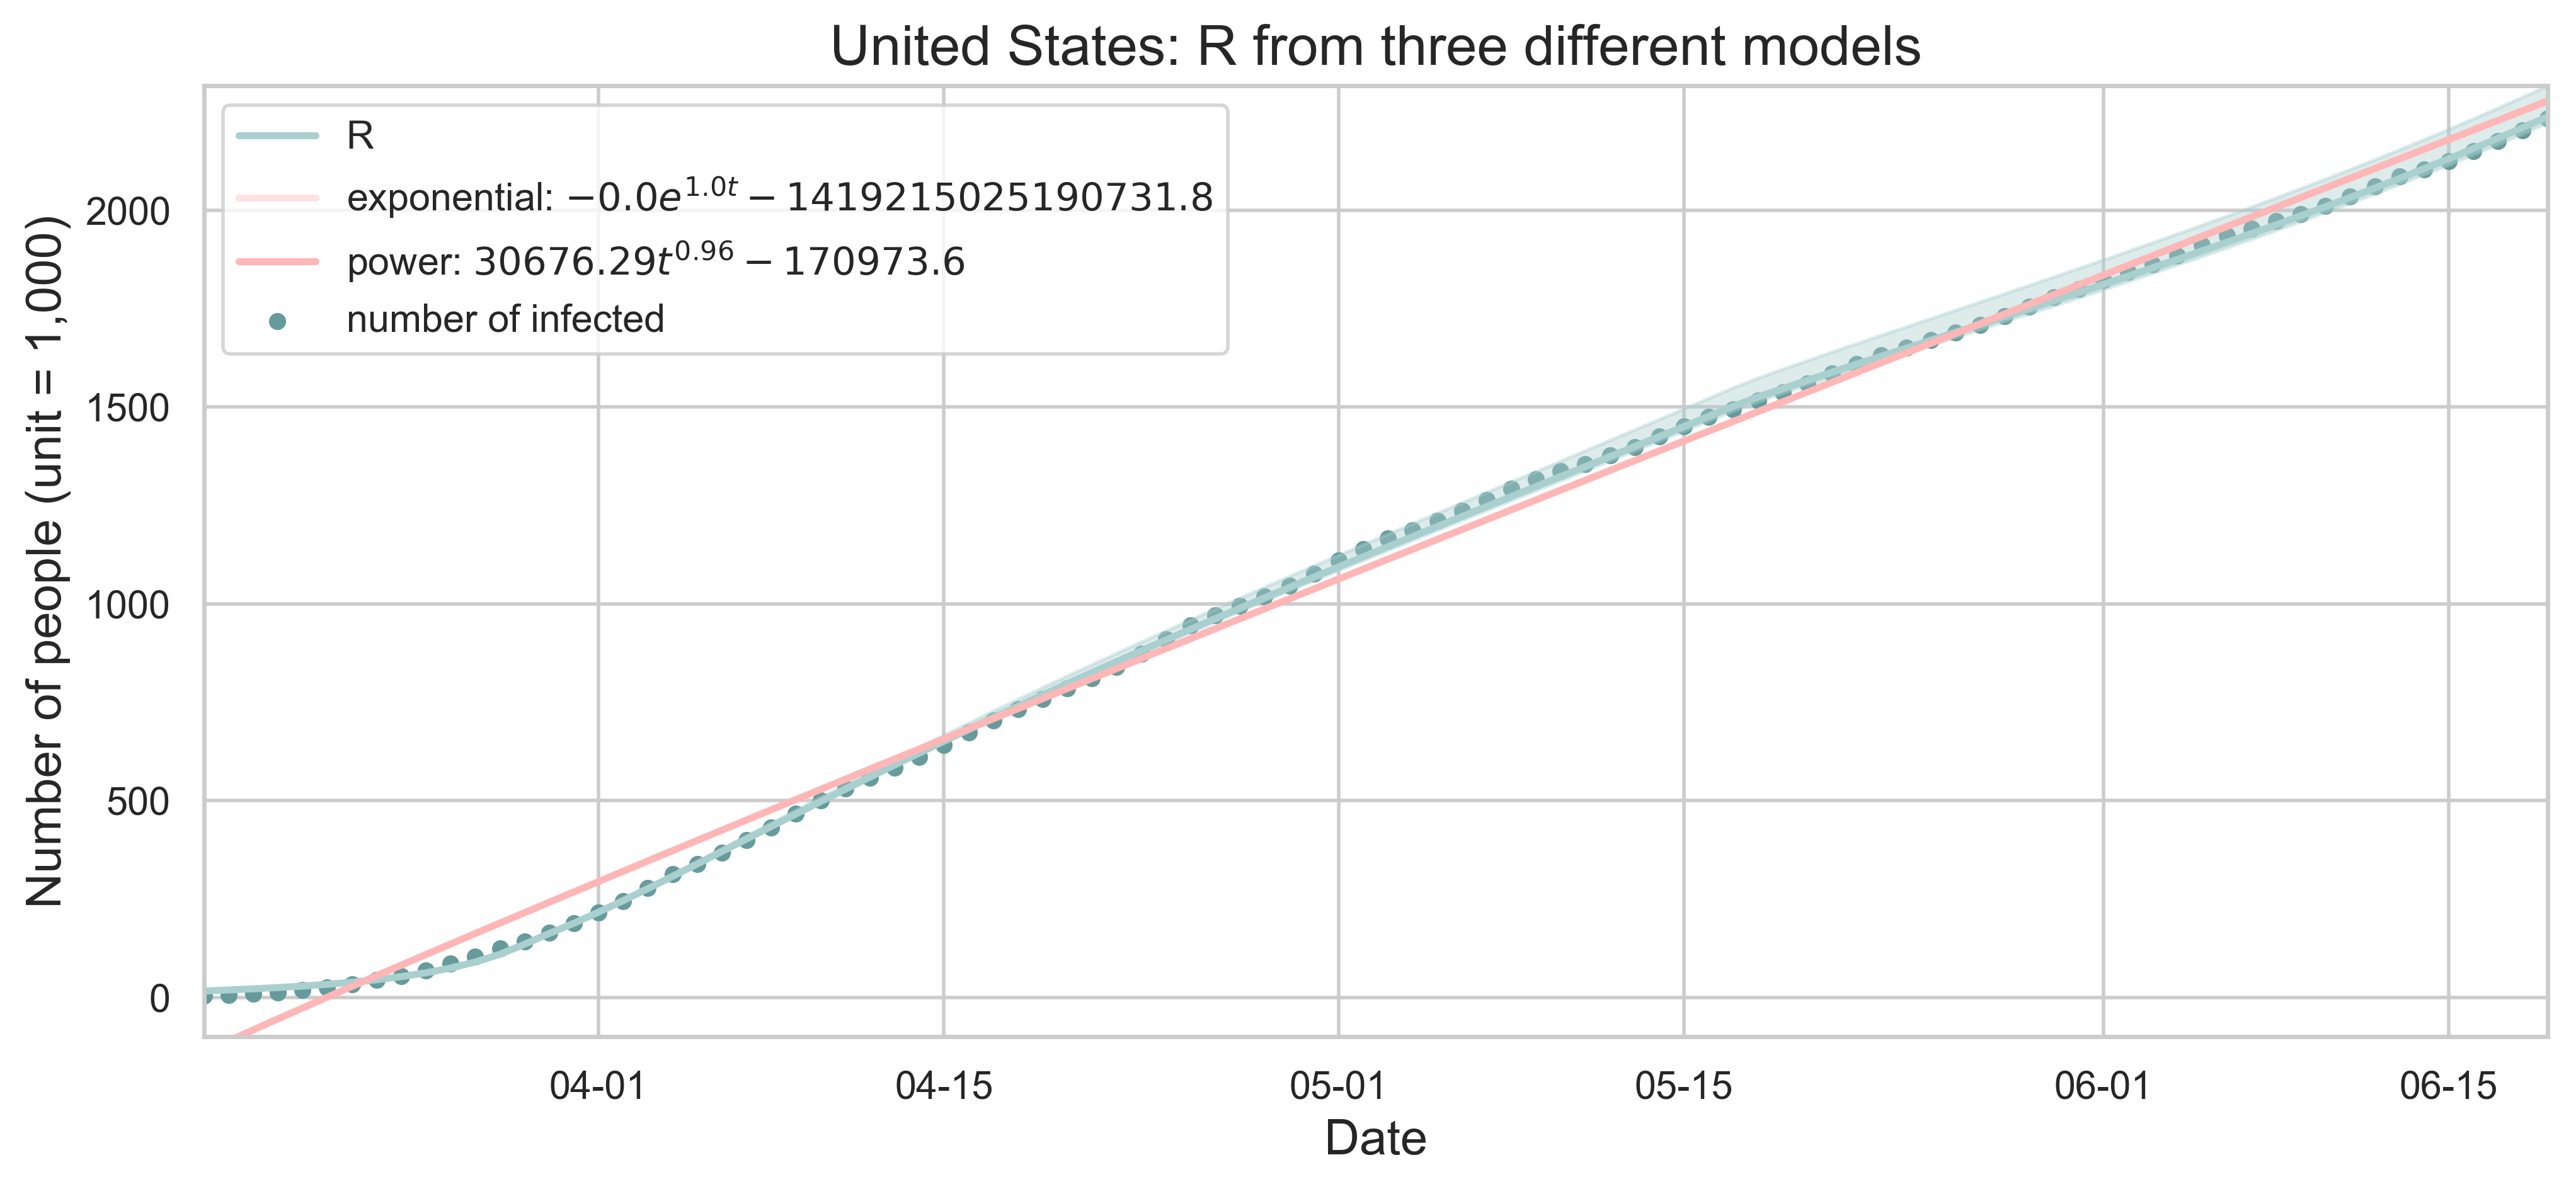 United States: R from three different models
R
exponential: −0.0e^{1.0t} − 1419215025190731.8
power: 30676.29t^{0.96} − 170973.6
number of infected
Number of people (unit = 1,000)
2000
1500
1000
500
0
04-01 04-15 05-01 05-15 06-01 06-15
Date